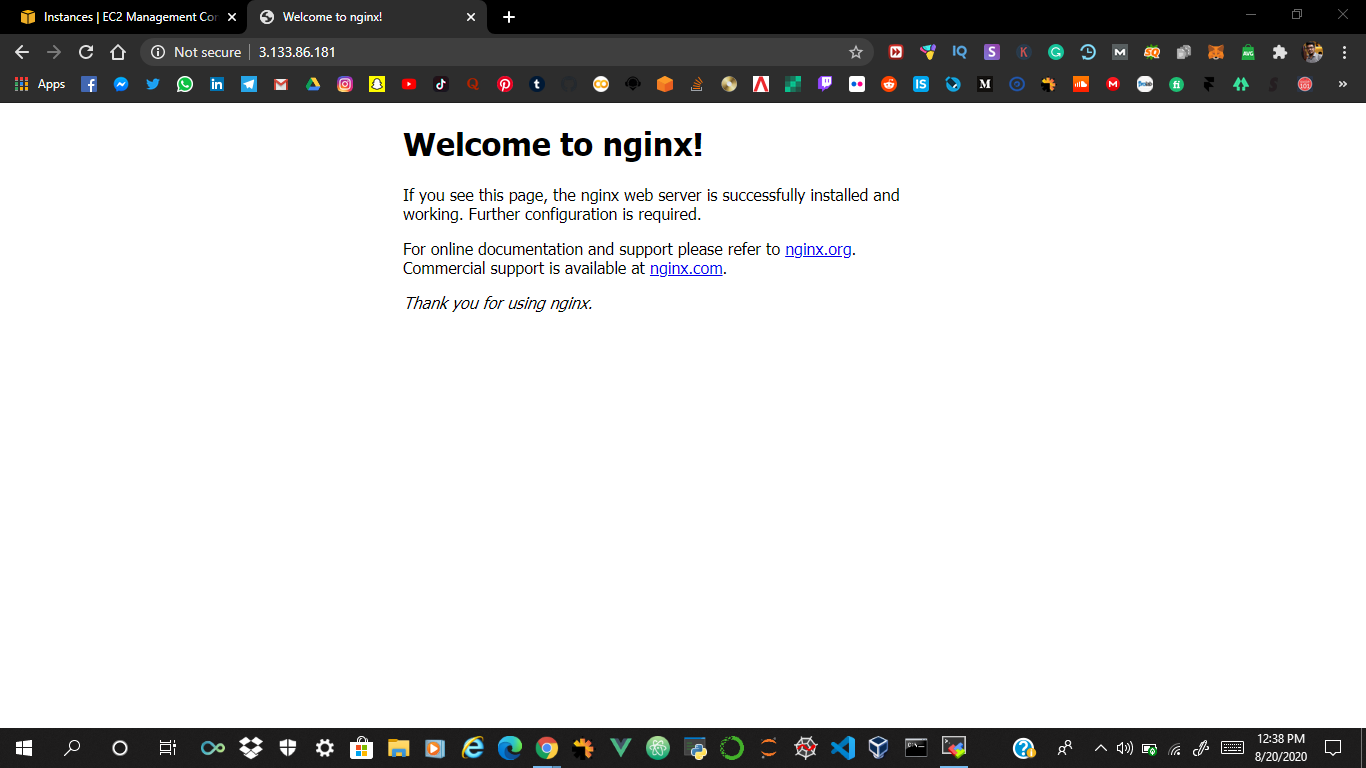 Instances | EC2 Management Cor
Welcome to nginx!
Not secure
3.133.86.181
Apps
Welcome to nginx!
If you see this page, the nginx web server is successfully installed and
working. Further configuration is required.
For online documentation and support please refer to nginx.org.
Commercial support is available at nginx.com.
Thank you for using nginx.
12:38 PM
8/20/2020